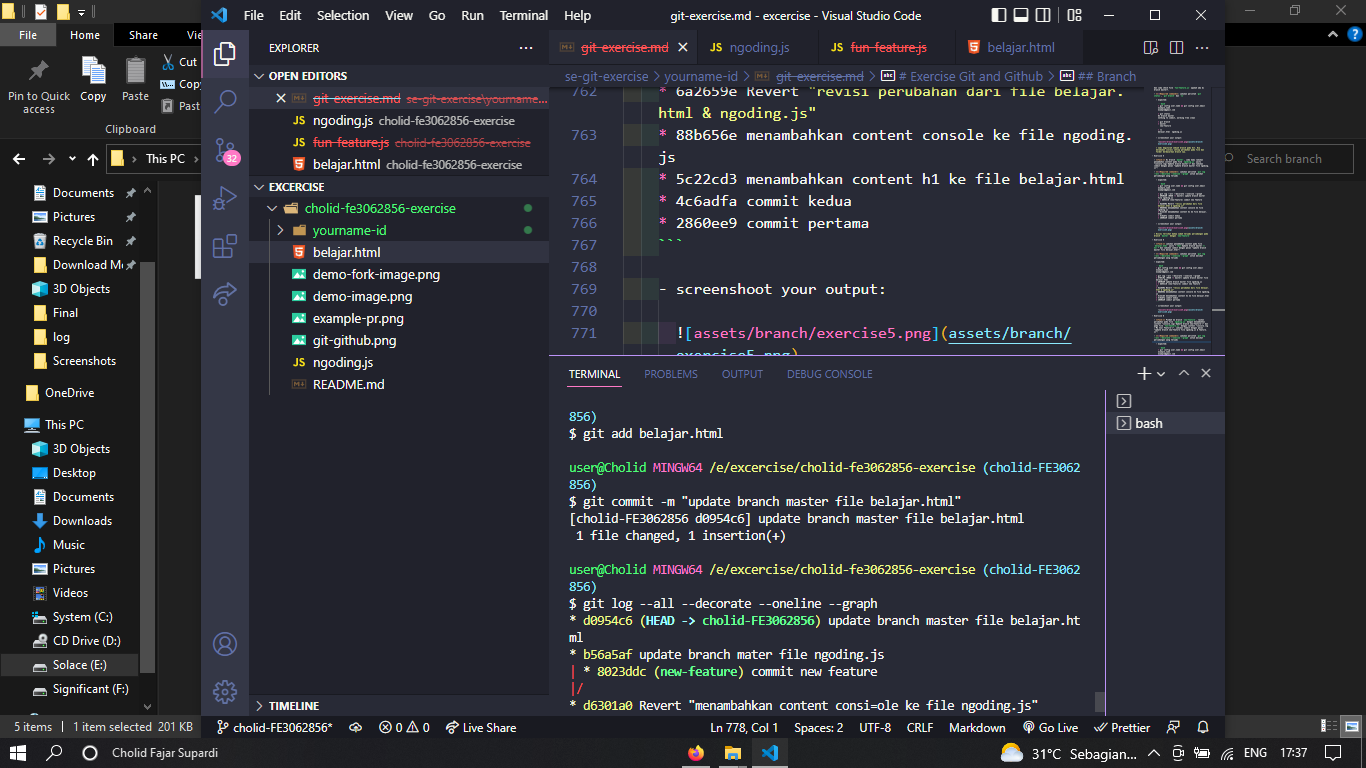 File Edit Selection View Go Run Terminal Help
git-exercise.md - excercise - Visual Studio Code
File Home Share Vie
Pin to Quick access
Copy
Paste
Cut
Copy
Past
Clipboard
This PC
Search branch
Documents
Pictures
Recycle Bin
Download M
3D Objects
Final
log
Screenshots
OneDrive
This PC
3D Objects
Desktop
Documents
Downloads
Music
Pictures
Videos
System (C:)
CD Drive (D:)
Solace (E:)
Significant (F:)
5 items 1 item selected 201 KB
EXPLORER
OPEN EDITORS
git-exercise.md se-git-exercise\yourname...
JS ngoding.js cholid-fe3062856-exercise
JS fun-feature.js cholid-fe3062856-exercise
belajar.html cholid-fe3062856-exercise
32
EXCERCISE
cholid-fe3062856-exercise
yourname-id
belajar.html
demo-fork-image.png
demo-image.png
example-pr.png
git-github.png
JS ngoding.js
README.md
TIMELINE
git-exercise.md JS ngoding.js JS fun-feature.js belajar.html
se-git-exercise > yourname-id > git-exercise.md > # Exercise Git and Github > ## Branch
762 * 6a2659e Revert "revisi perubahan dari file belajar.
html & ngoding.js"
763 * 88b656e menambahkan content console ke file ngoding.
js
764 * 5c22cd3 menambahkan content h1 ke file belajar.html
765 * 4c6adfa commit kedua
766 * 2860ee9 commit pertama
767 ```
768
769 - screenshoot your output:
770
771 ![assets/branch/exercise5.png](assets/branch/
exercise5.png)
TERMINAL PROBLEMS OUTPUT DEBUG CONSOLE
bash
856)
$ git add belajar.html
user@Cholid MINGW64 /e/excercise/cholid-fe3062856-exercise (cholid-FE3062
856)
$ git commit -m "update branch master file belajar.html"
[cholid-FE3062856 d0954c6] update branch master file belajar.html
1 file changed, 1 insertion(+)
user@Cholid MINGW64 /e/excercise/cholid-fe3062856-exercise (cholid-FE3062
856)
$ git log --all --decorate --oneline --graph
* d0954c6 (HEAD -> cholid-FE3062856) update branch master file belajar.ht
ml
* b56a5af update branch mater file ngoding.js
| * 8023ddc (new-feature) commit new feature
|/
* d6301a0 Revert "menambahkan content consi=ole ke file ngoding.js"
cholid-FE3062856* 0 0 Live Share Ln 778, Col 1 Spaces: 2 UTF-8 CRLF Markdown Go Live Prettier
Cholid Fajar Supardi
31°C Sebagian... ENG 17:37